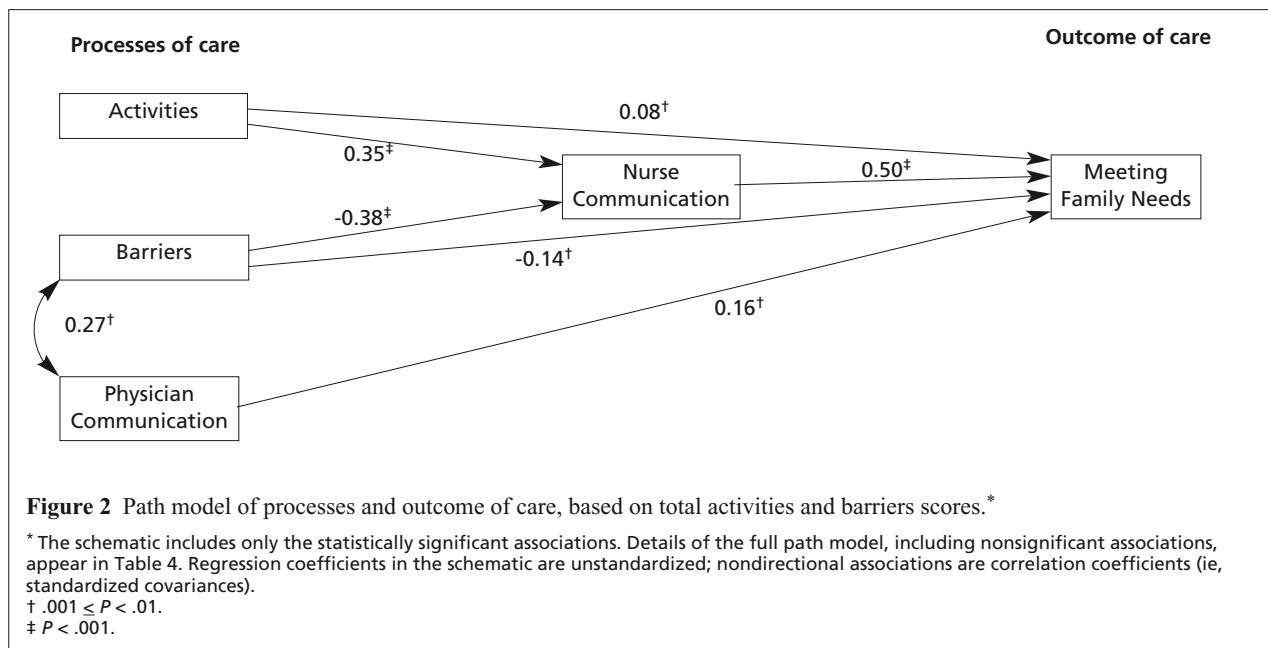 Processes of care
Outcome of care
Activities
0.08†
0.35‡
Nurse
Communication
0.50‡
Meeting
Family Needs
-0.38‡
Barriers
-0.14†
0.27†
0.16†
Physician
Communication
Figure 2 Path model of processes and outcome of care, based on total activities and barriers scores.*
* The schematic includes only the statistically significant associations. Details of the full path model, including nonsignificant associations,
appear in Table 4. Regression coefficients in the schematic are unstandardized; nondirectional associations are correlation coefficients (ie,
standardized covariances).
† .001 ≤ P < .01.
‡ P < .001.